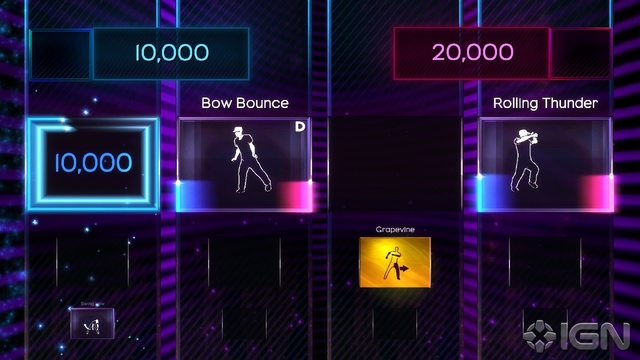 10,000
20,000
Bow Bounce
Rolling Thunder
D
10,000
Grapevine
IGN